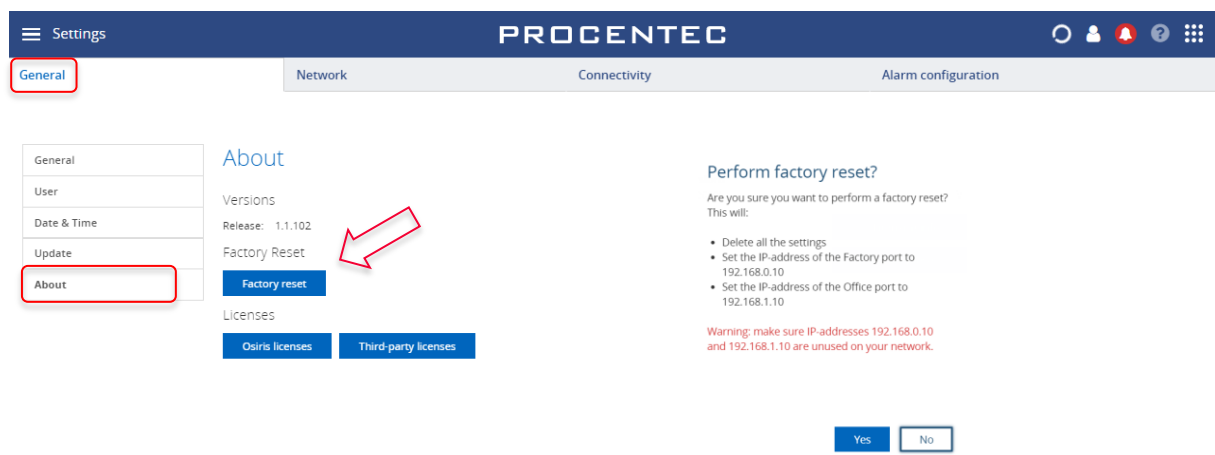 Settings
PROCENTEC
General
Network
Connectivity
Alarm configuration
General
User
Date & Time
Update
About
About
Versions
Release: 1.1.102
Factory Reset
Factory reset
Licenses
Osiris licenses
Third-party licenses
Perform factory reset?
Are you sure you want to perform a factory reset?
This will:
• Delete all the settings
• Set the IP-address of the Factory port to
192.168.0.10
• Set the IP-address of the Office port to
192.168.1.10
Warning: make sure IP-addresses 192.168.0.10
and 192.168.1.10 are unused on your network.
Yes
No